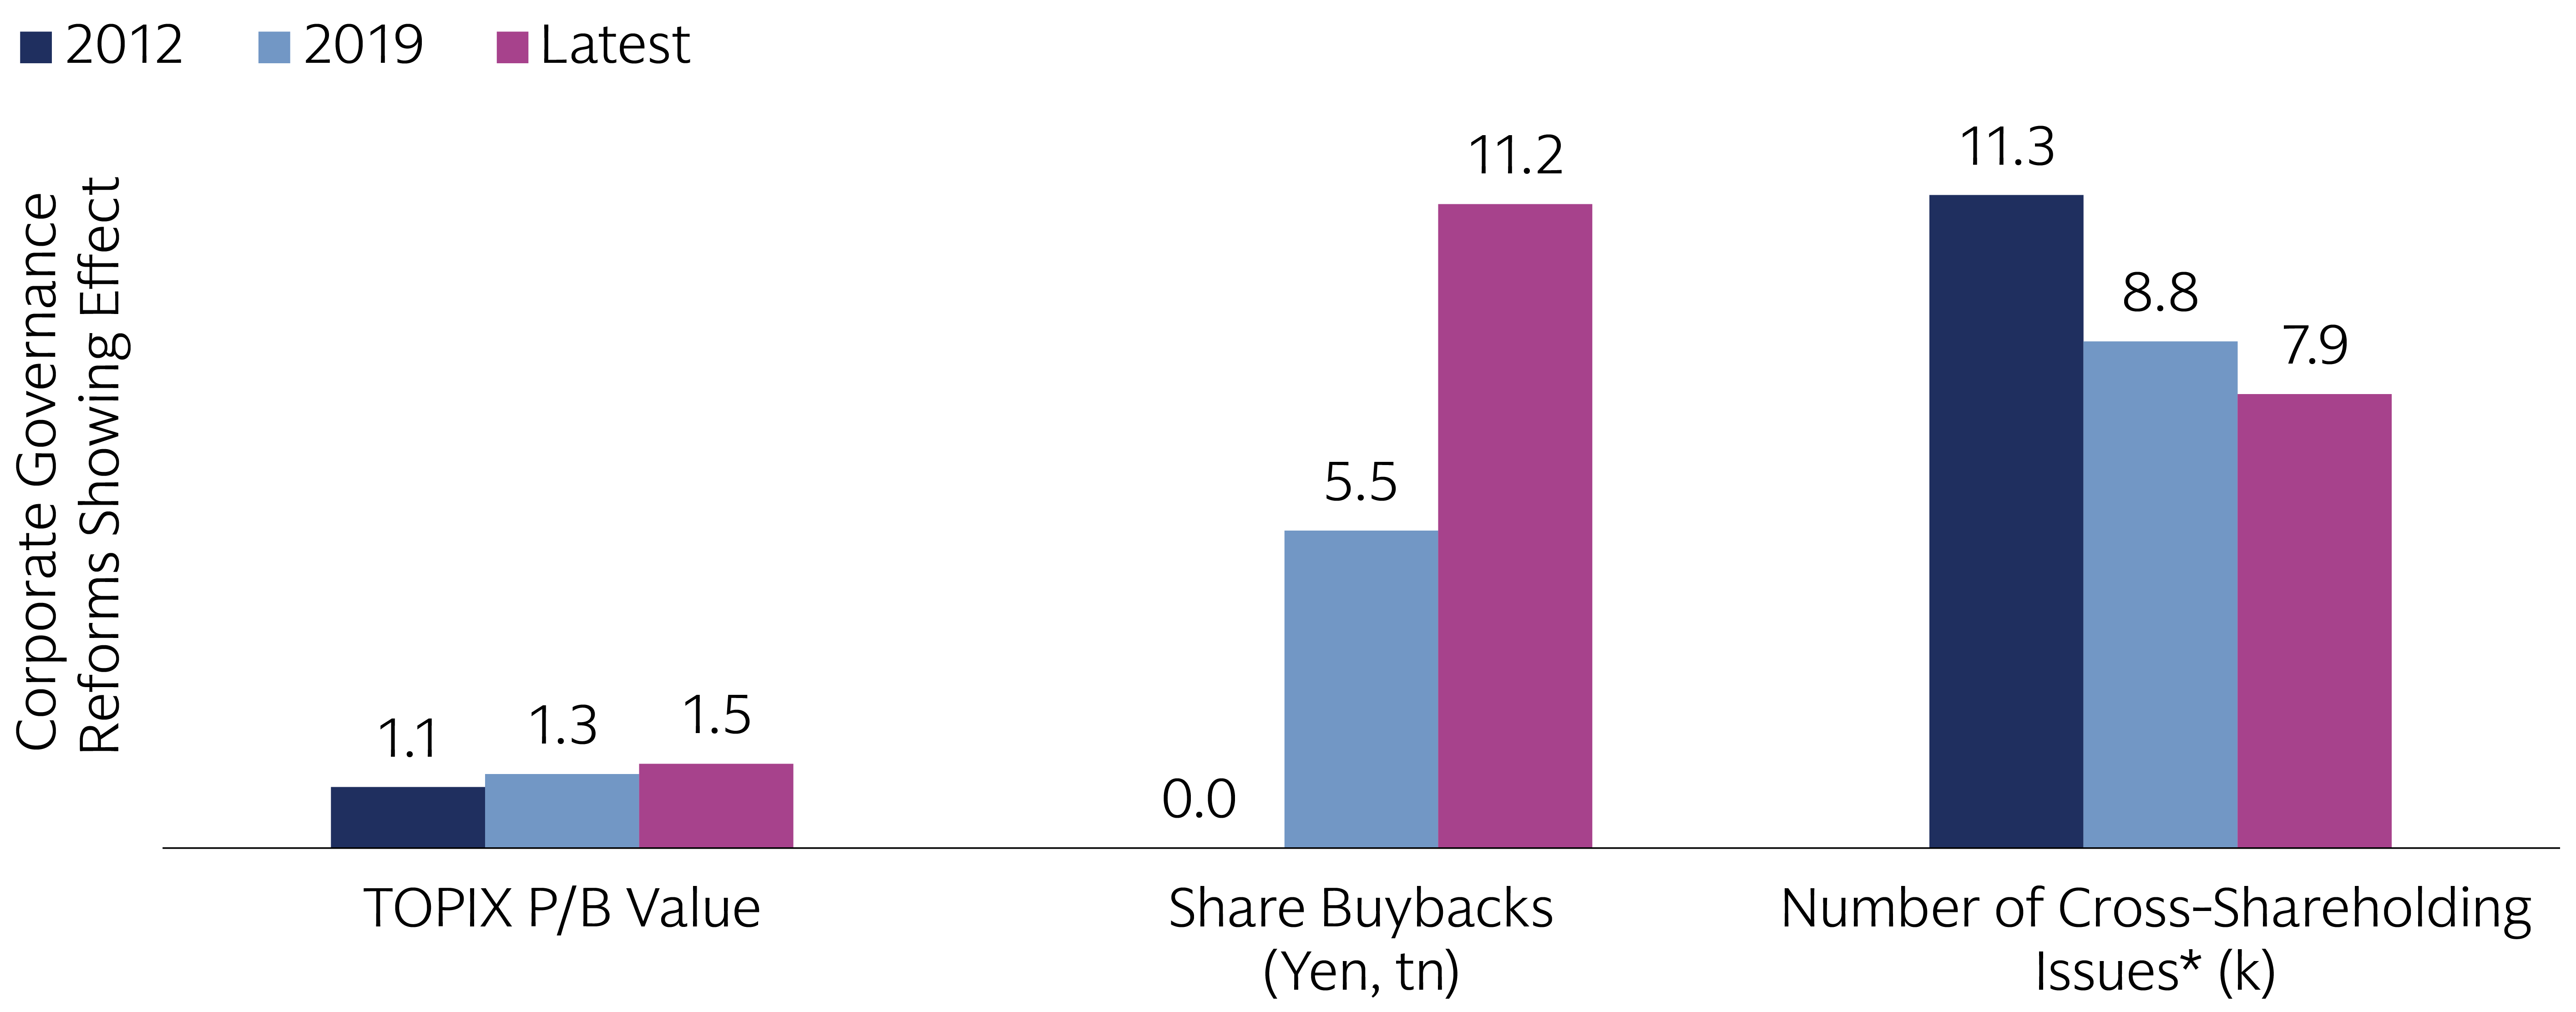 2012 2019 Latest
Corporate Governance
Reforms Showing Effect
1.1 1.3 1.5
0.0 5.5 11.2
11.3 8.8 7.9
TOPIX P/B Value
Share Buybacks
(Yen, tn)
Number of Cross-Shareholding
Issues* (k)